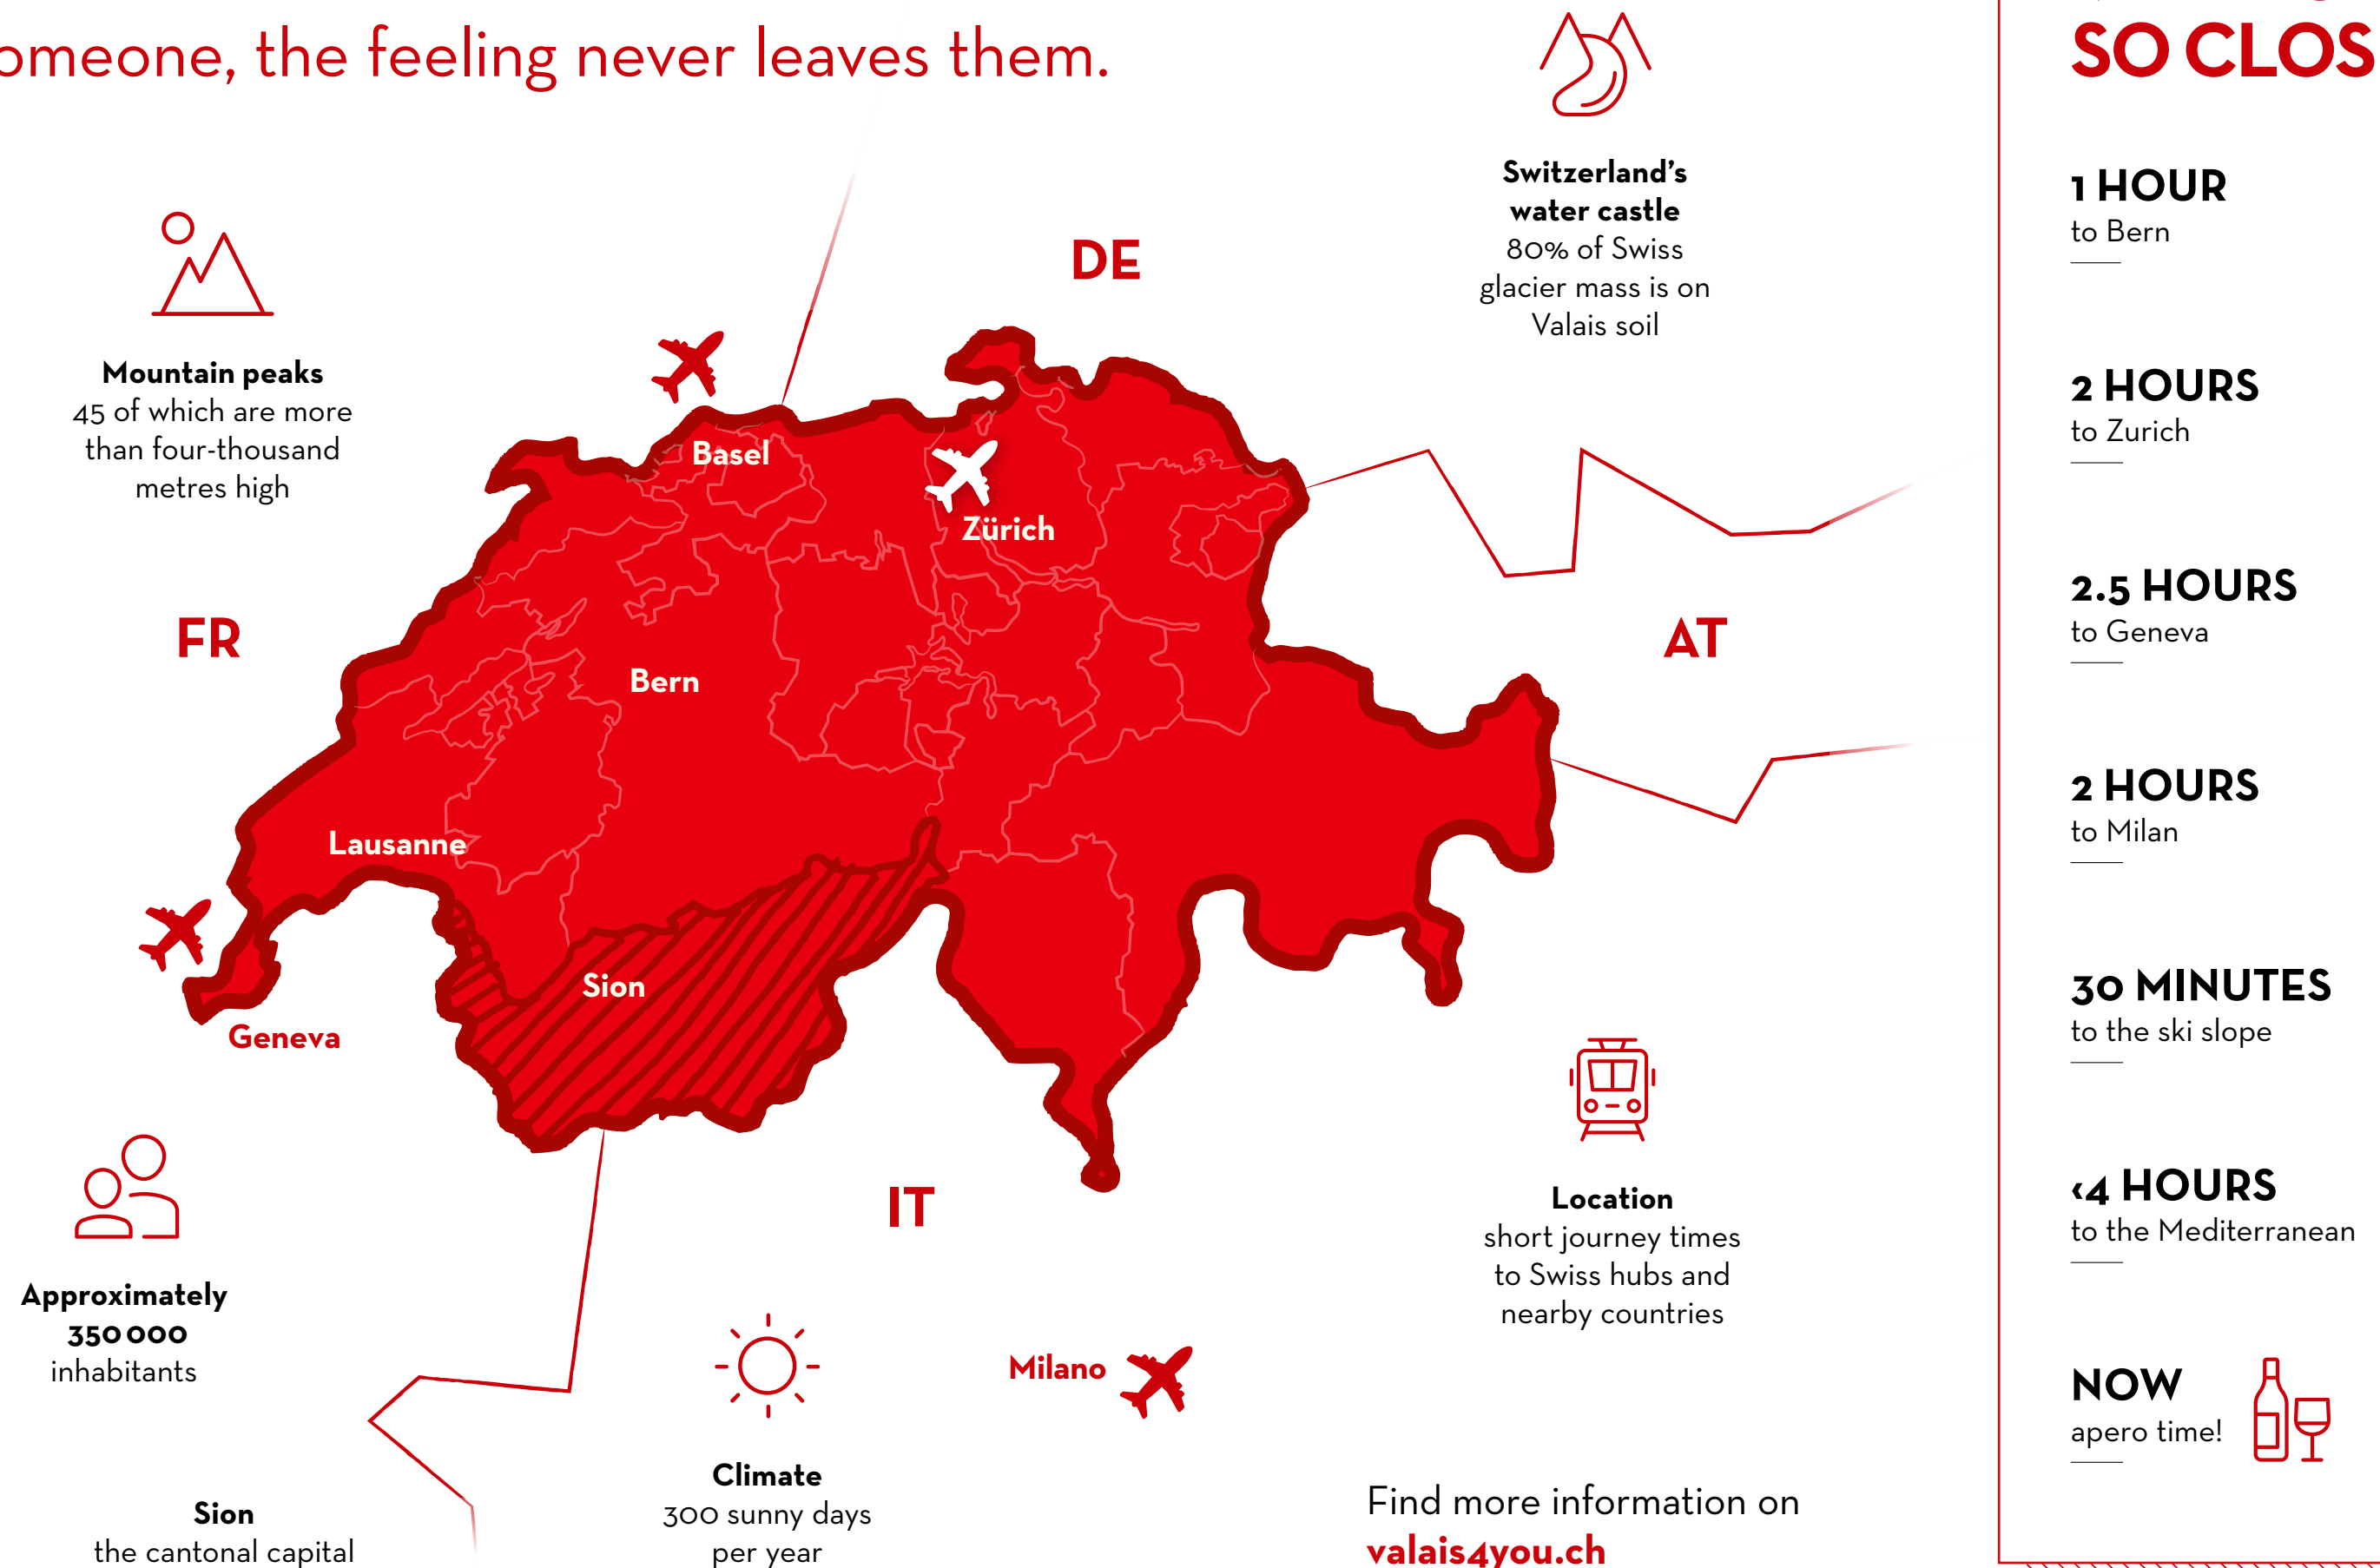 the feeling never leaves them.
Switzerland's
water castle
80% of Swiss
glacier mass is on
Valais soil
Mountain peaks
45 of which are more
than four-thousand
metres high
DE
FR
AT
IT
Basel
Zürich
Bern
Lausanne
Sion
Geneva
Milano
Approximately
350 000
inhabitants
Location
short journey times
to Swiss hubs and
nearby countries
Sion
the cantonal capital
Climate
300 sunny days
per year
Find more information on
valais4you.ch
SO CLOS
1 HOUR
to Bern
2 HOURS
to Zurich
2.5 HOURS
to Geneva
2 HOURS
to Milan
30 MINUTES
to the ski slope
<4 HOURS
to the Mediterranean
NOW
apero time!